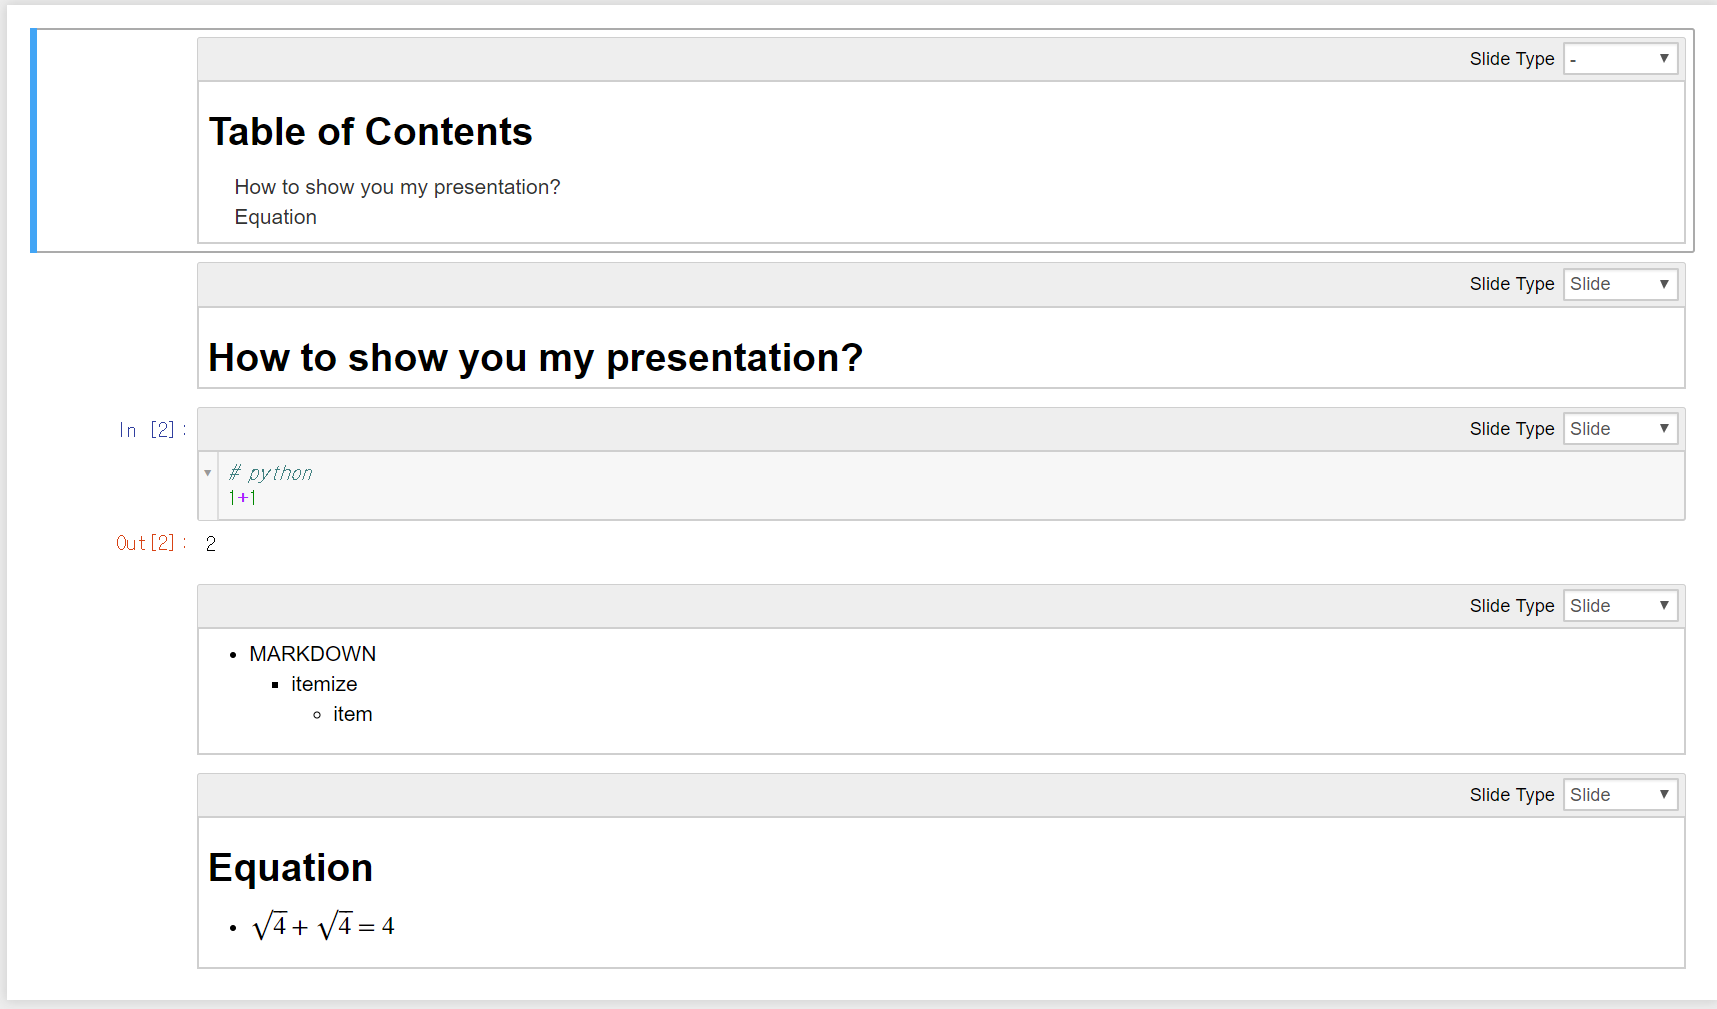 Slide Type -
Table of Contents
How to show you my presentation?
Equation
Slide Type Slide
How to show you my presentation?
In [2]:
Slide Type Slide
# python
1+1
Out[2]: 2
Slide Type Slide
MARKDOWN
itemize
item
Slide Type Slide
Equation
√4 + √4 = 4